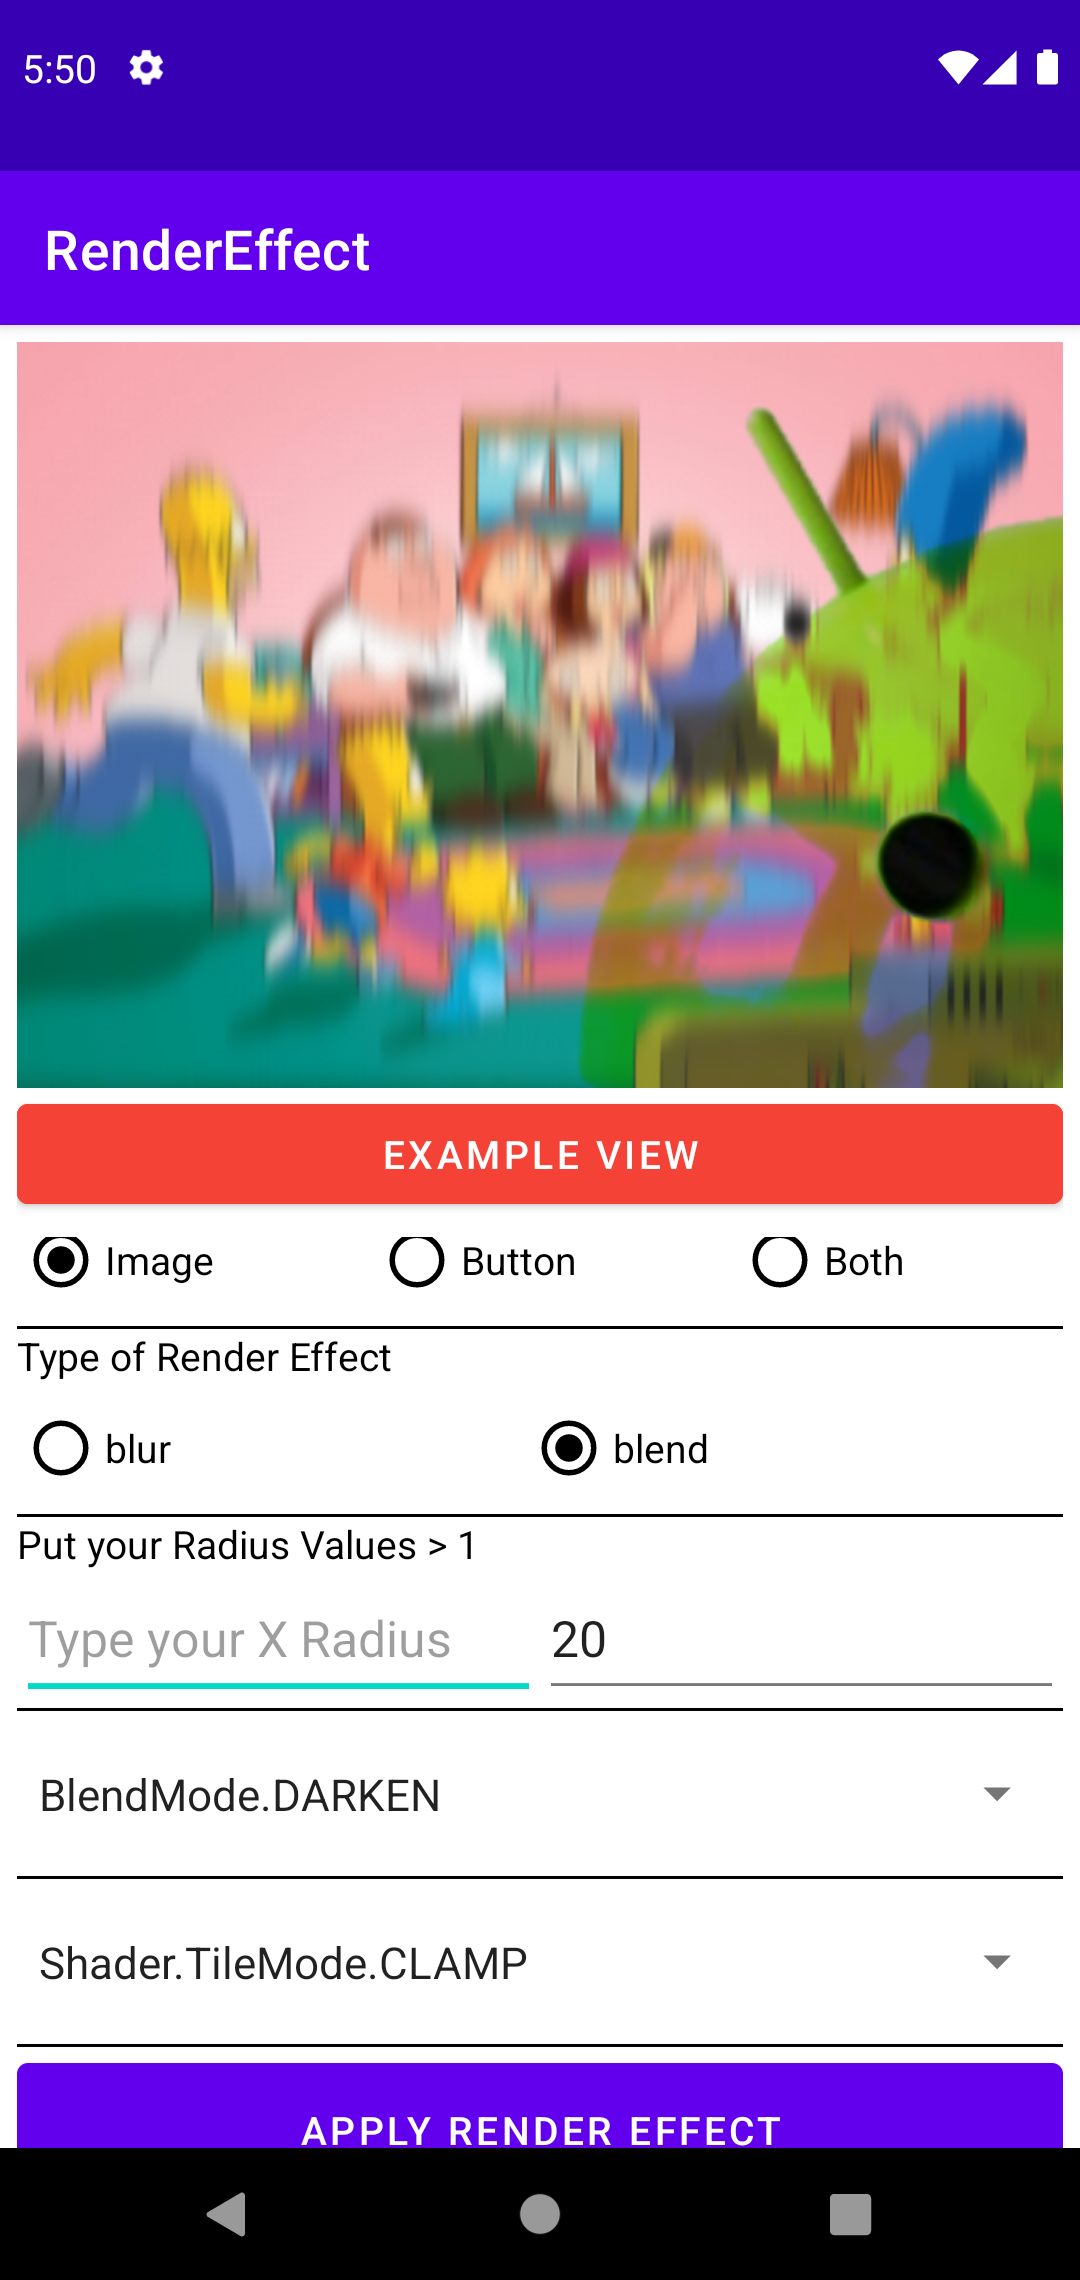 5:50
RenderEffect
EXAMPLE VIEW
Image Button Both
Type of Render Effect
blur blend
Put your Radius Values > 1
Type your X Radius 20
BlendMode.DARKEN
Shader.TileMode.CLAMP
APPLY RENDER EFFECT